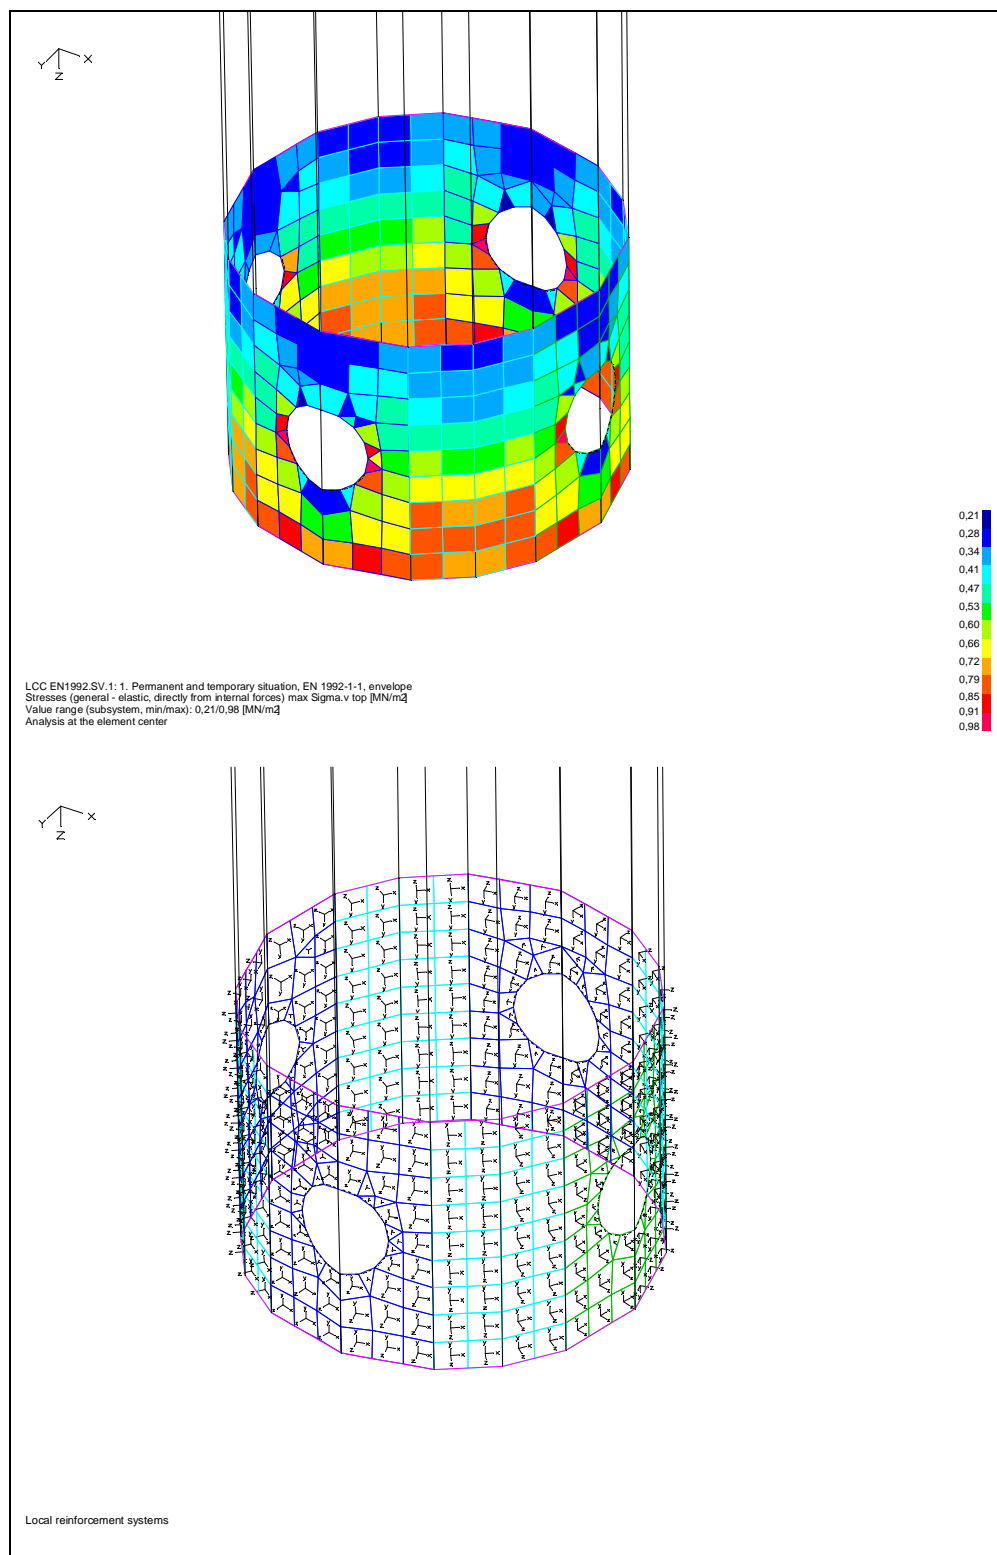 Y X
Z
0,21
0,28
0,34
0,41
0,47
0,53
0,60
0,66
0,72
0,79
0,85
0,91
0,98
LCC EN1992.SV.1: 1. Permanent and temporary situation, EN 1992-1-1, envelope
Stresses (general - elastic, directly from internal forces) max Sigma.v top [MN/m2]
Value range (subsystem, min/max): 0,21/0,98 [MN/m2]
Analysis at the element center
Y X
Z
Local reinforcement systems